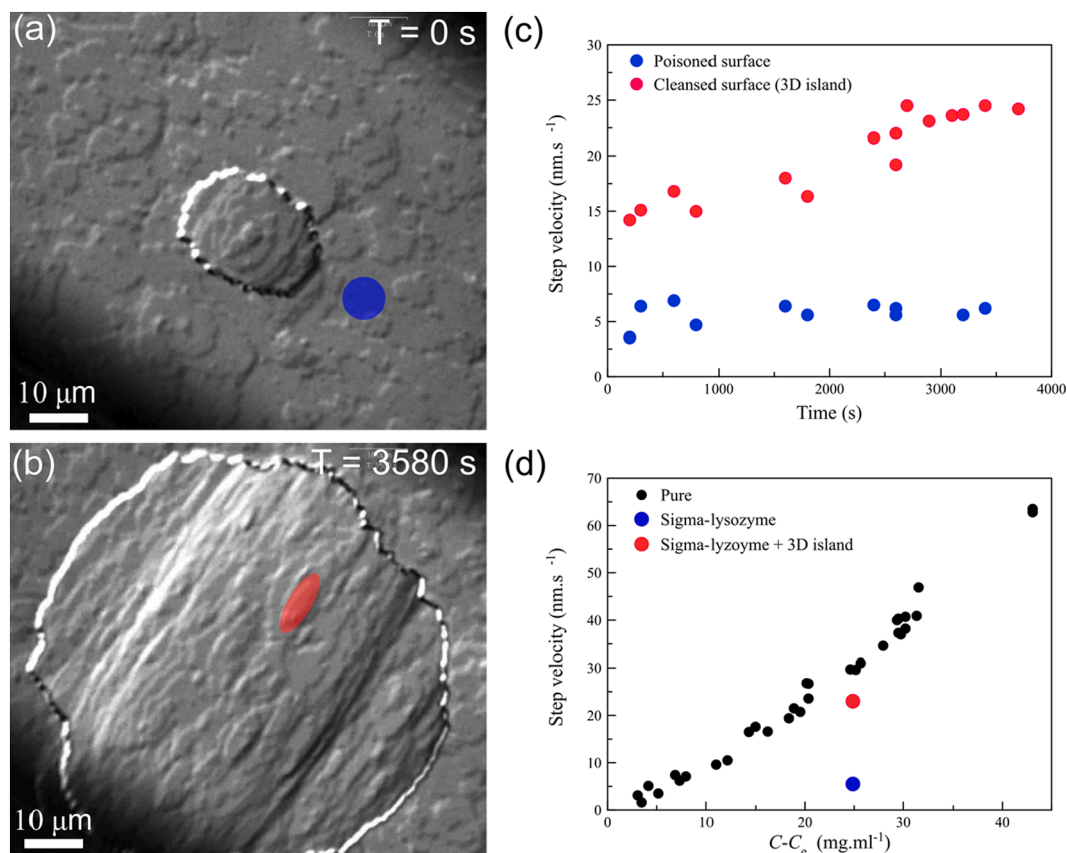 (a)
T = 0 s
10 μm
(b)
T = 3580 s
10 μm
(c)
30
25
20
15
10
5
0
Step velocity (nm.s⁻¹)
Poisoned surface
Cleansed surface (3D island)
0 1000 2000 3000 4000
Time (s)
(d)
70
60
50
40
30
20
10
0
Step velocity (nm.s⁻¹)
Pure
Sigma-lysozyme
Sigma-lyzoyme + 3D island
0 10 20 30 40
C-Cₑ (mg.ml⁻¹)